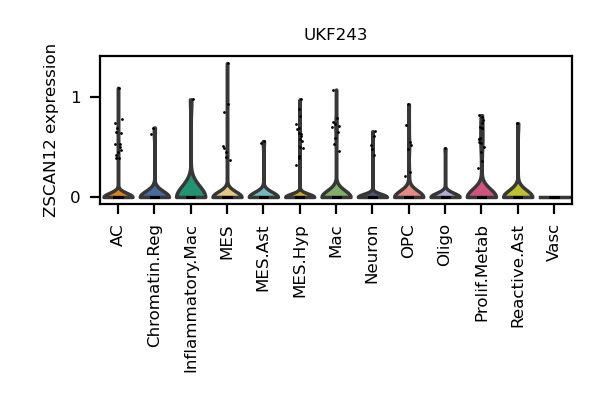 UKF243
ZSCAN12 expression
1
0
AC
Chromatin.Reg
Inflammatory.Mac
MES
MES.Ast
MES.Hyp
Mac
Neuron
OPC
Oligo
Prolif.Metab
Reactive.Ast
Vasc